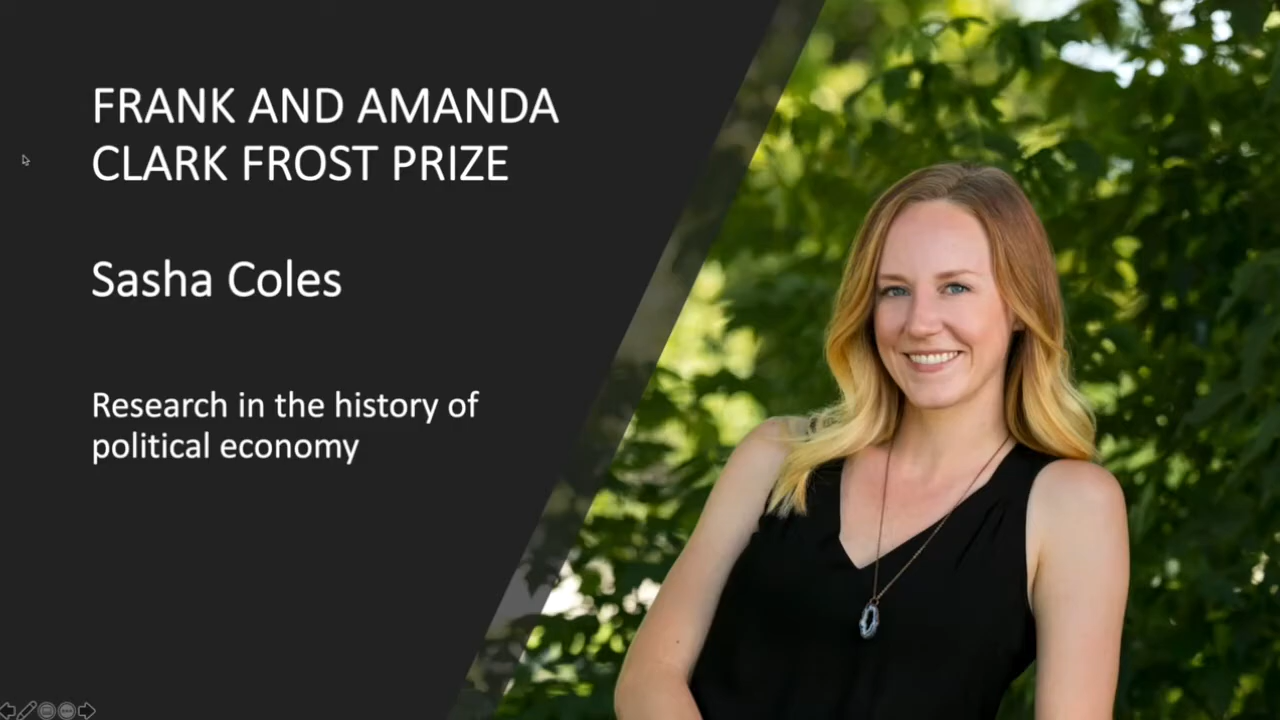 FRANK AND AMANDA
CLARK FROST PRIZE
Sasha Coles
Research in the history of
political economy